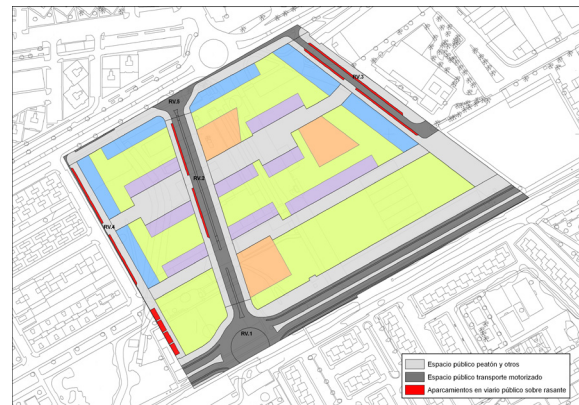 RV.3
RV.5
RV.2
RV.4
RV.1
Espacio público peatón y otros
Espacio público transporte motorizado
Aparcamientos en viario público sobre rasante